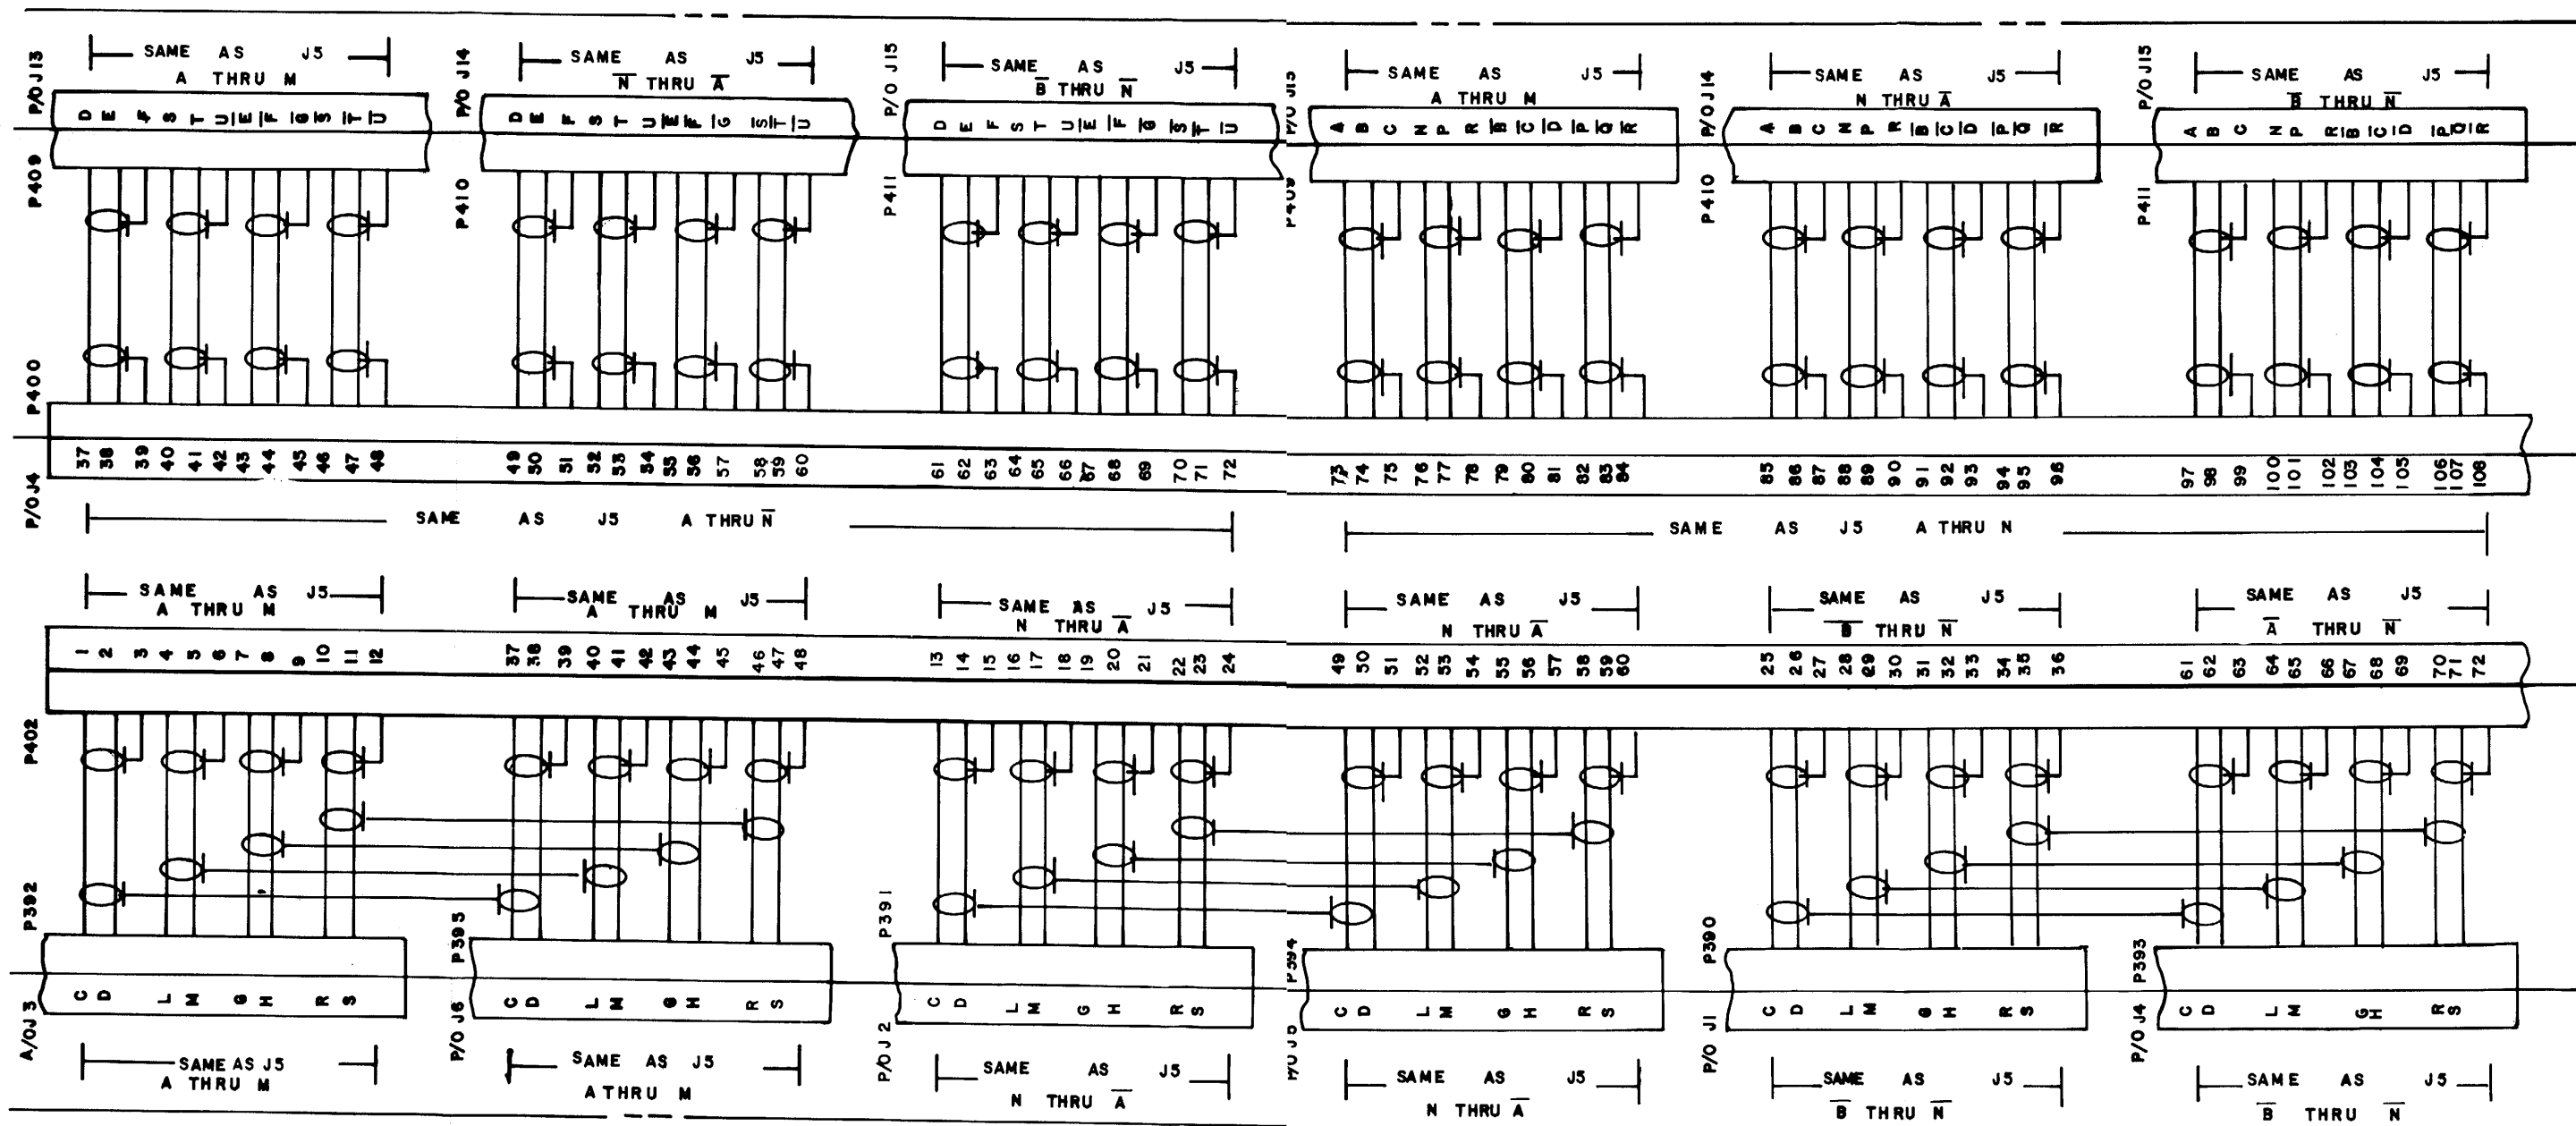 SAME AS J5
A THRU M
SAME AS J5
N̅ THRU A̅
SAME AS J5
B̅ THRU N̅
SAME AS J5
A THRU M
SAME AS J5
N THRU A̅
SAME AS J5
B̅ THRU N̅
P/O J13
P/O J14
P/O J15
P/O J14
P/O J15
D E F S T U E̅ F̅ G̅ S̅ T̅ U̅
D E F S T U E̅ F̅ G̅ S̅ T̅ U̅
D E F S T U E̅ F̅ G̅ S̅ T̅ U̅
A B C N P R B̅ C̅ D̅ P̅ Q̅ R̅
A B C N P R B̅ C̅ D̅ P̅ Q̅ R̅
A B C N P R B̅ C̅ D̅ P̅ Q̅ R̅
P409
P410
P411
P409
P410
P411
P400
P/O J4
37 38 39 40 41 42 43 44 45 46 47 48
49 50 51 52 53 54 55 56 57 58 59 60
61 62 63 64 65 66 67 68 69 70 71 72
73 74 75 76 77 78 79 80 81 82 83 84
85 86 87 88 89 90 91 92 93 94 95 96
97 98 99 100 101 102 103 104 105 106 107 108
SAME AS J5 A THRU N̅
SAME AS J5 A THRU N
SAME AS J5
A THRU M
SAME AS J5
A THRU M
SAME AS J5
N THRU A̅
SAME AS J5
N THRU A̅
SAME AS J5
B̅ THRU N̅
SAME AS J5
A̅ THRU N̅
1 2 3 4 5 6 7 8 9 10 11 12
37 38 39 40 41 42 43 44 45 46 47 48
13 14 15 16 17 18 19 20 21 22 23 24
49 50 51 52 53 54 55 56 57 58 59 60
25 26 27 28 29 30 31 32 33 34 35 36
61 62 63 64 65 66 67 68 69 70 71 72
P402
P392
P395
P391
P394
P390
P393
A/O J3
P/O J6
P/O J2
P/O J5
P/O J1
P/O J4
C D L M G H R S
C D L M G H R S
C D L M G H R S
C D L M G H R S
C D L M G H R S
C D L M G H R S
SAME AS J5
A THRU M
SAME AS J5
A THRU M
SAME AS J5
N THRU A̅
SAME AS J5
N THRU A̅
SAME AS J5
B̅ THRU N̅
SAME AS J5
B̅ THRU N̅